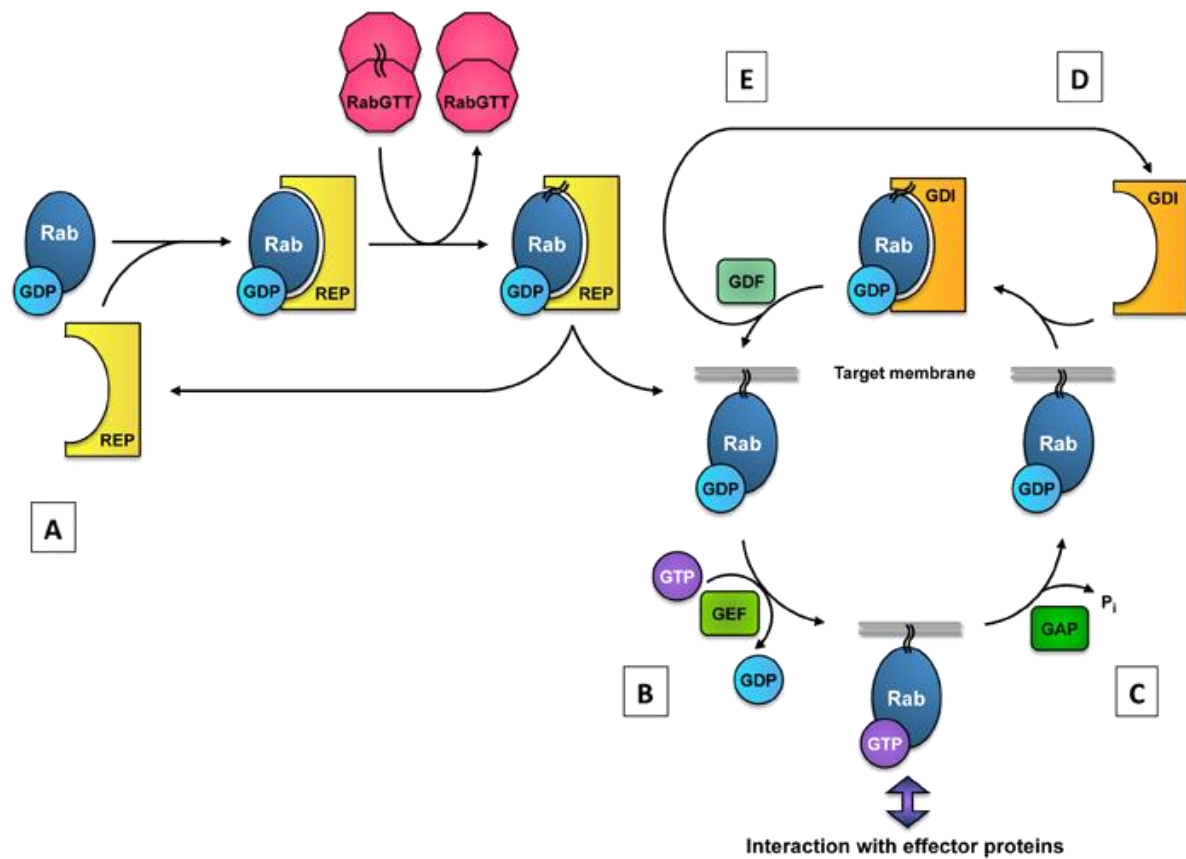 E
D
RabGTT
RabGTT
Rab
GDP
Rab
GDP
REP
Rab
GDP
REP
GDF
Rab
GDP
GDI
GDI
REP
Target membrane
Rab
GDP
Rab
GDP
A
GTP
GEF
GDP
GAP
Pi
B
C
Rab
GTP
Interaction with effector proteins